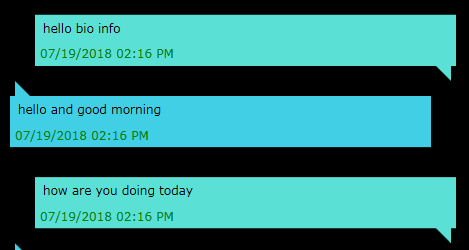 hello bio info
07/19/2018 02:16 PM
hello and good morning
07/19/2018 02:16 PM
how are you doing today
07/19/2018 02:16 PM